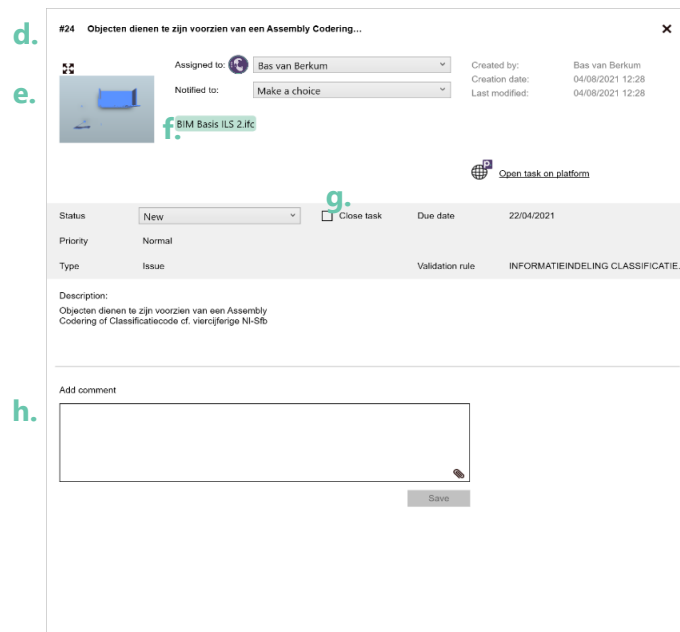 d. #24 Objecten dienen te zijn voorzien van een Assembly Codering...
Assigned to: Bas van Berkum
Created by: Bas van Berkum
Creation date: 04/08/2021 12:28
e. Notified to: Make a choice
Last modified: 04/08/2021 12:28
f. BIM Basis ILS 2.ifc
P
Open task on platform
g.
Status New Close task Due date 22/04/2021
Priority Normal
Type Issue Validation rule INFORMATIEINDELING CLASSIFICATIE.
Description:
Objecten dienen te zijn voorzien van een Assembly
Codering of Classificatiecode cf. viercijferige NI-Sfb
Add comment
h.
Save